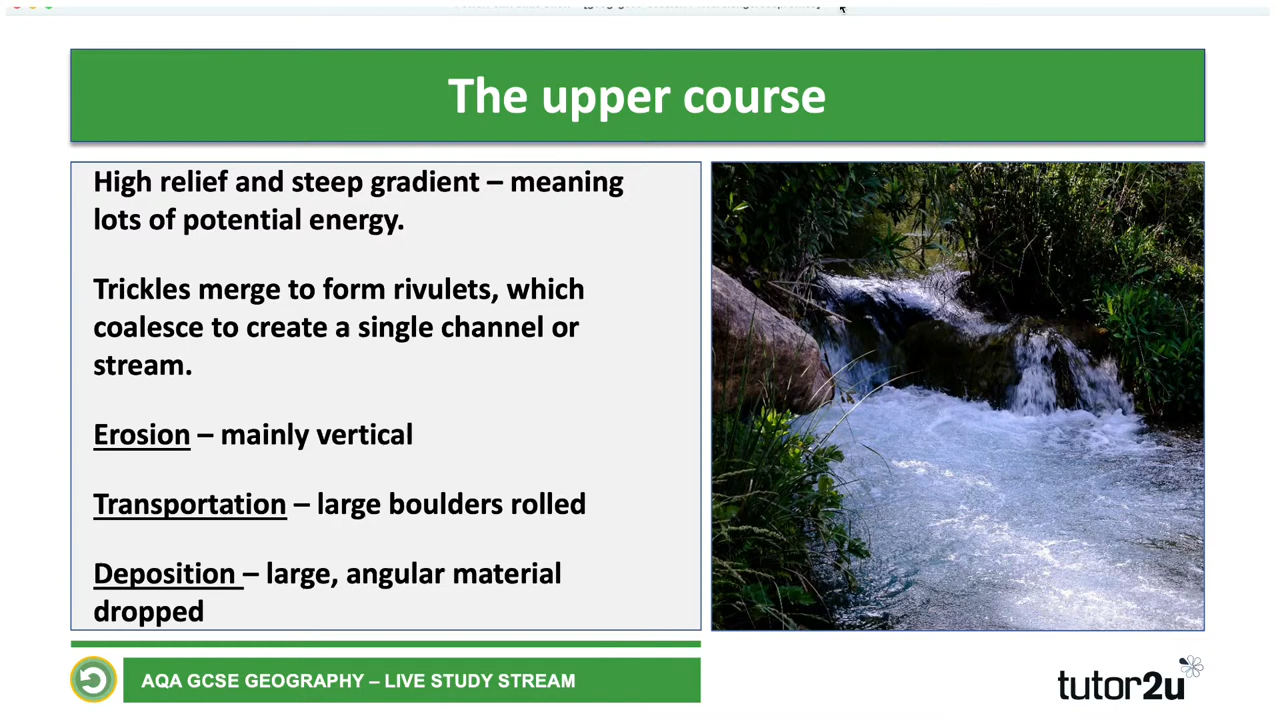 The upper course
High relief and steep gradient – meaning
lots of potential energy.
Trickles merge to form rivulets, which
coalesce to create a single channel or
stream.
Erosion – mainly vertical
Transportation – large boulders rolled
Deposition – large, angular material
dropped
AQA GCSE GEOGRAPHY – LIVE STUDY STREAM
tutor2u